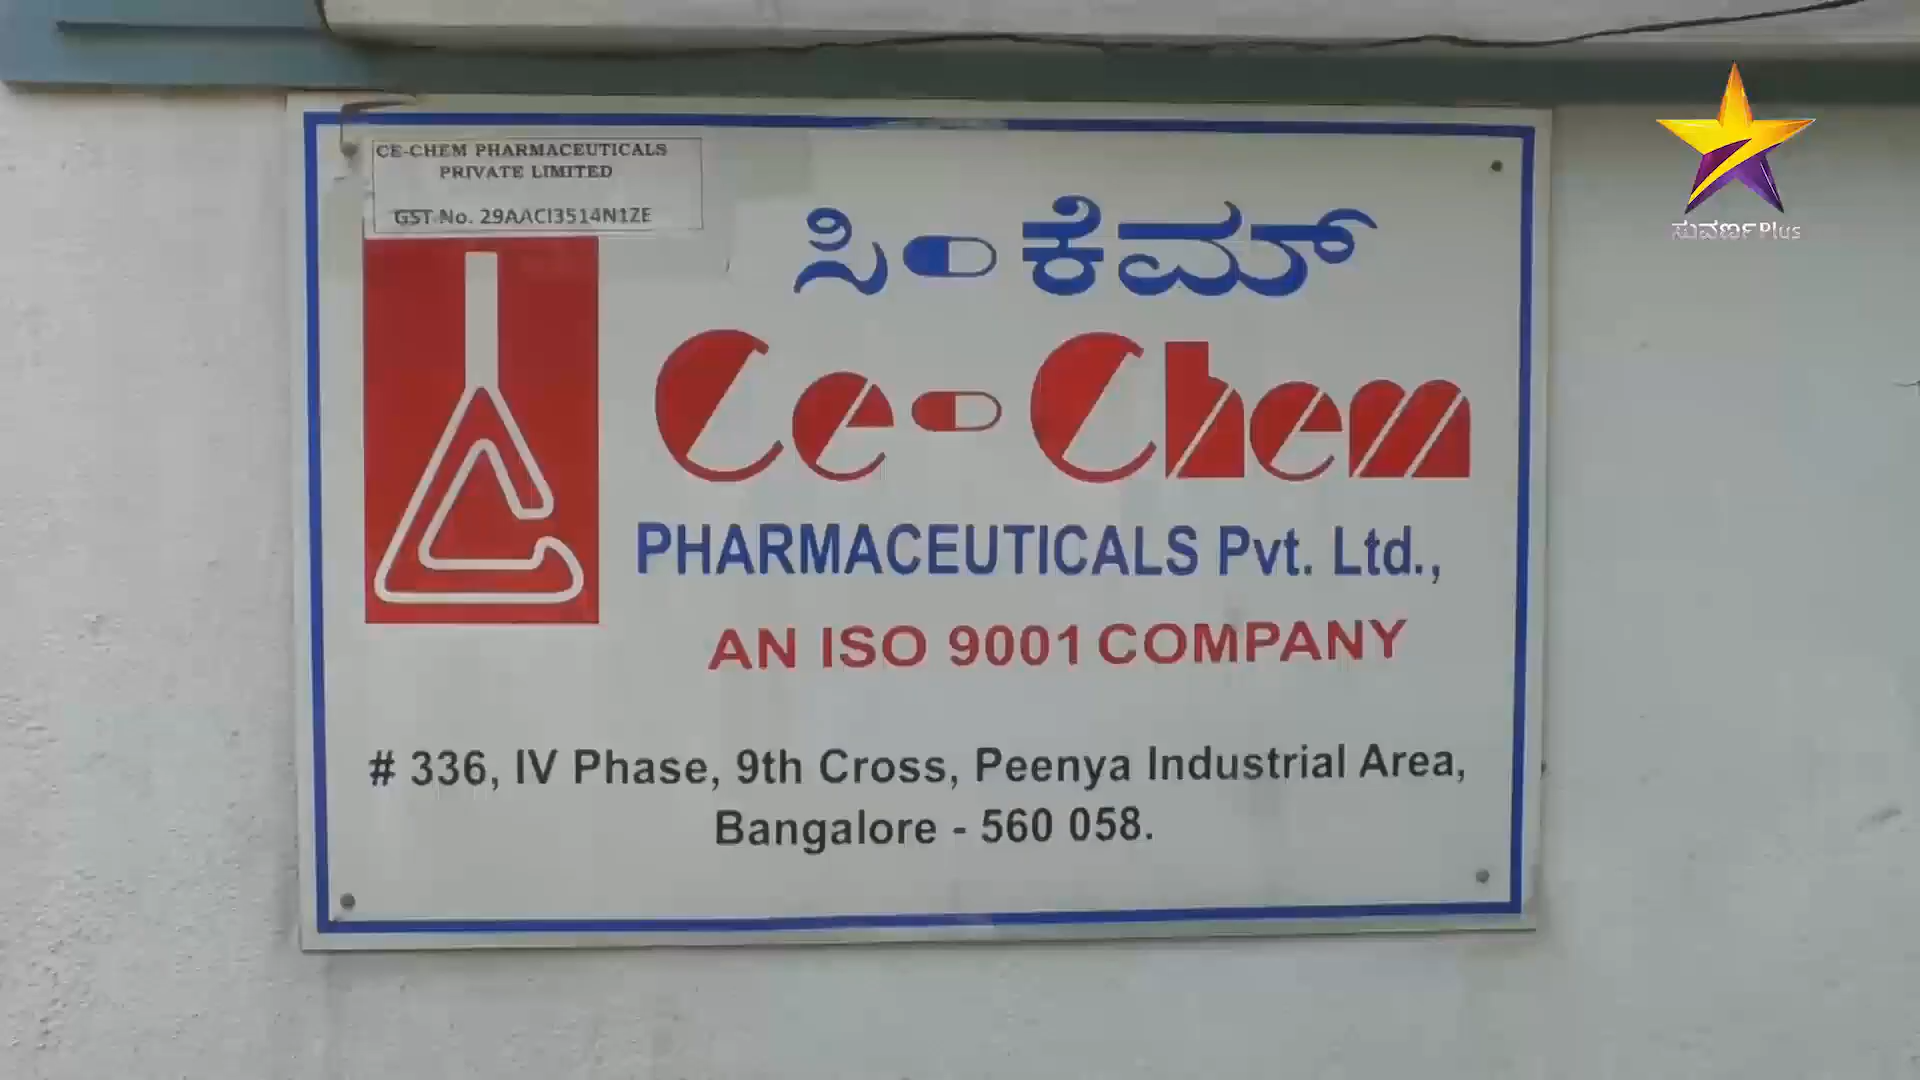 CE-CHEM PHARMACEUTICALS
PRIVATE LIMITED
GST No. 29AACI3514N1ZE
ಸಿ-ಕೆಮ್
Ce-Chem
PHARMACEUTICALS Pvt. Ltd.,
AN ISO 9001 COMPANY
# 336, IV Phase, 9th Cross, Peenya Industrial Area,
Bangalore - 560 058.
ಸುವರ್ಣ Plus